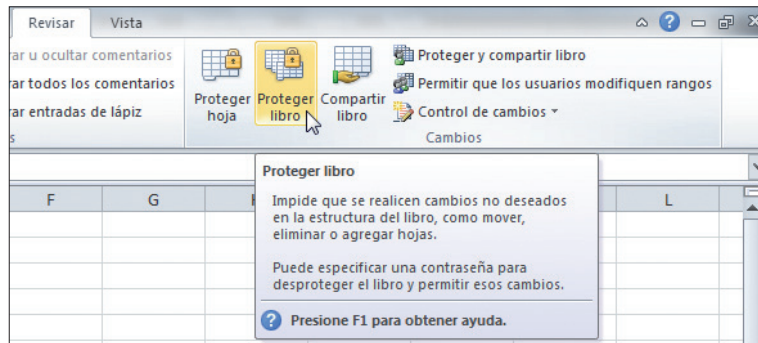 Revisar Vista
ar u ocultar comentarios
ar todos los comentarios
ar entradas de lápiz
s
Proteger hoja
Proteger libro
Compartir libro
Proteger y compartir libro
Permitir que los usuarios modifiquen rangos
Control de cambios
Cambios
Proteger libro
Impide que se realicen cambios no deseados
en la estructura del libro, como mover,
eliminar o agregar hojas.
Puede especificar una contraseña para
desproteger el libro y permitir esos cambios.
Presione F1 para obtener ayuda.
F G L